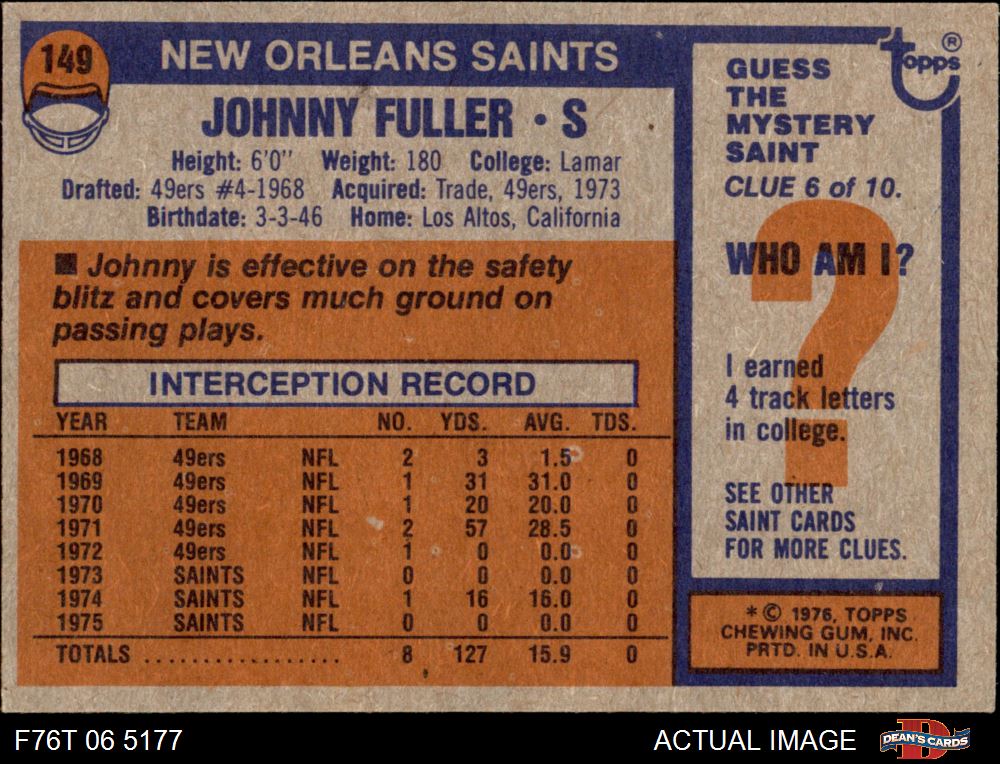 149
NEW ORLEANS SAINTS
JOHNNY FULLER • S
Height: 6'0" Weight: 180 College: Lamar
Drafted: 49ers #4-1968 Acquired: Trade, 49ers, 1973
Birthdate: 3-3-46 Home: Los Altos, California
■ Johnny is effective on the safety
blitz and covers much ground on
passing plays.
INTERCEPTION RECORD
YEAR TEAM NO. YDS. AVG. TDS.
1968 49ers NFL 2 3 1.5 0
1969 49ers NFL 1 31 31.0 0
1970 49ers NFL 1 20 20.0 0
1971 49ers NFL 2 57 28.5 0
1972 49ers NFL 1 0 0.0 0
1973 SAINTS NFL 0 0 0.0 0
1974 SAINTS NFL 1 16 16.0 0
1975 SAINTS NFL 0 0 0.0 0
TOTALS .................. 8 127 15.9 0
topps ®
GUESS
THE
MYSTERY
SAINT
CLUE 6 of 10.
WHO AM I?
?
I earned
4 track letters
in college.
SEE OTHER
SAINT CARDS
FOR MORE CLUES.
* © 1976, TOPPS
CHEWING GUM, INC.
PRTD. IN U.S.A.
F76T 06 5177
ACTUAL IMAGE
D
DEAN'S CARDS